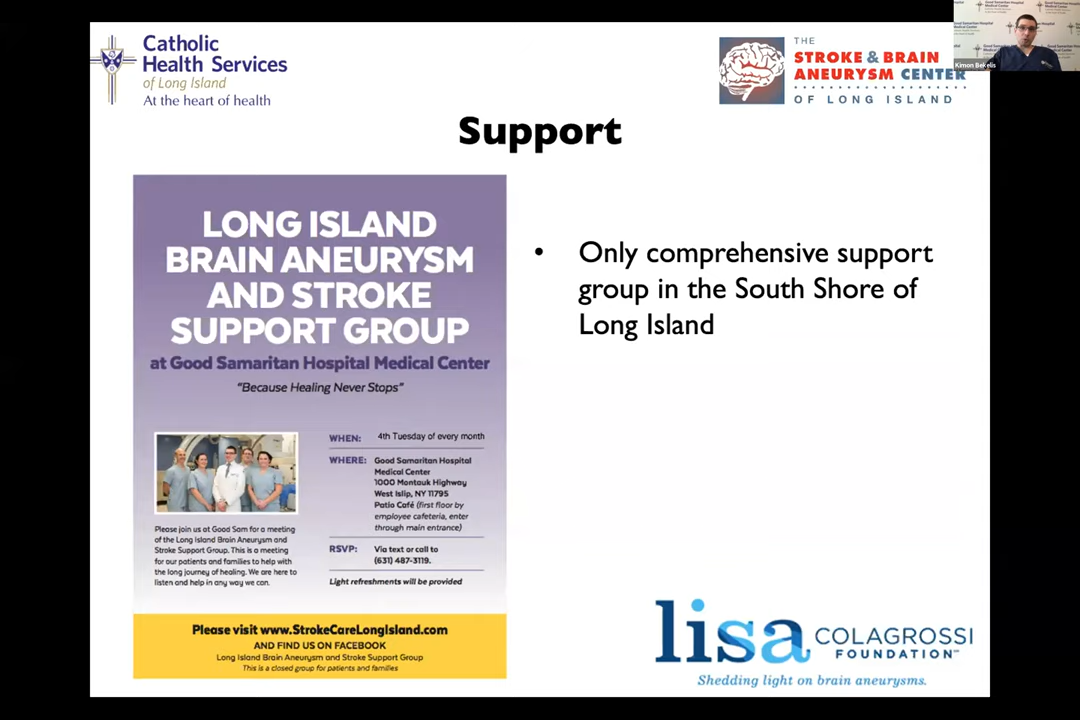 Catholic
Health Services
of Long Island
At the heart of health
THE
STROKE & BRAIN
ANEURYSM CENTER
OF LONG ISLAND
Kimon Bekelis
Support
LONG ISLAND
BRAIN ANEURYSM
AND STROKE
SUPPORT GROUP
at Good Samaritan Hospital Medical Center
"Because Healing Never Stops"
WHEN: 4th Tuesday of every month
WHERE: Good Samaritan Hospital
Medical Center
1000 Montauk Highway
West Islip, NY 11795
Patio Café (first floor by
employee cafeteria, enter
through main entrance)
RSVP: Via text or call to
(631) 487-3119.
Light refreshments will be provided
Please join us at Good Sam for a meeting
of the Long Island Brain Aneurysm and
Stroke Support Group. This is a meeting
for our patients and families to help with
the long journey of healing. We are here to
listen and help in any way we can.
Please visit www.StrokeCareLongIsland.com
AND FIND US ON FACEBOOK
Long Island Brain Aneurysm and Stroke Support Group
This is a closed group for patients and families
• Only comprehensive support
group in the South Shore of
Long Island
lisa COLAGROSSI
FOUNDATION
Shedding light on brain aneurysms.